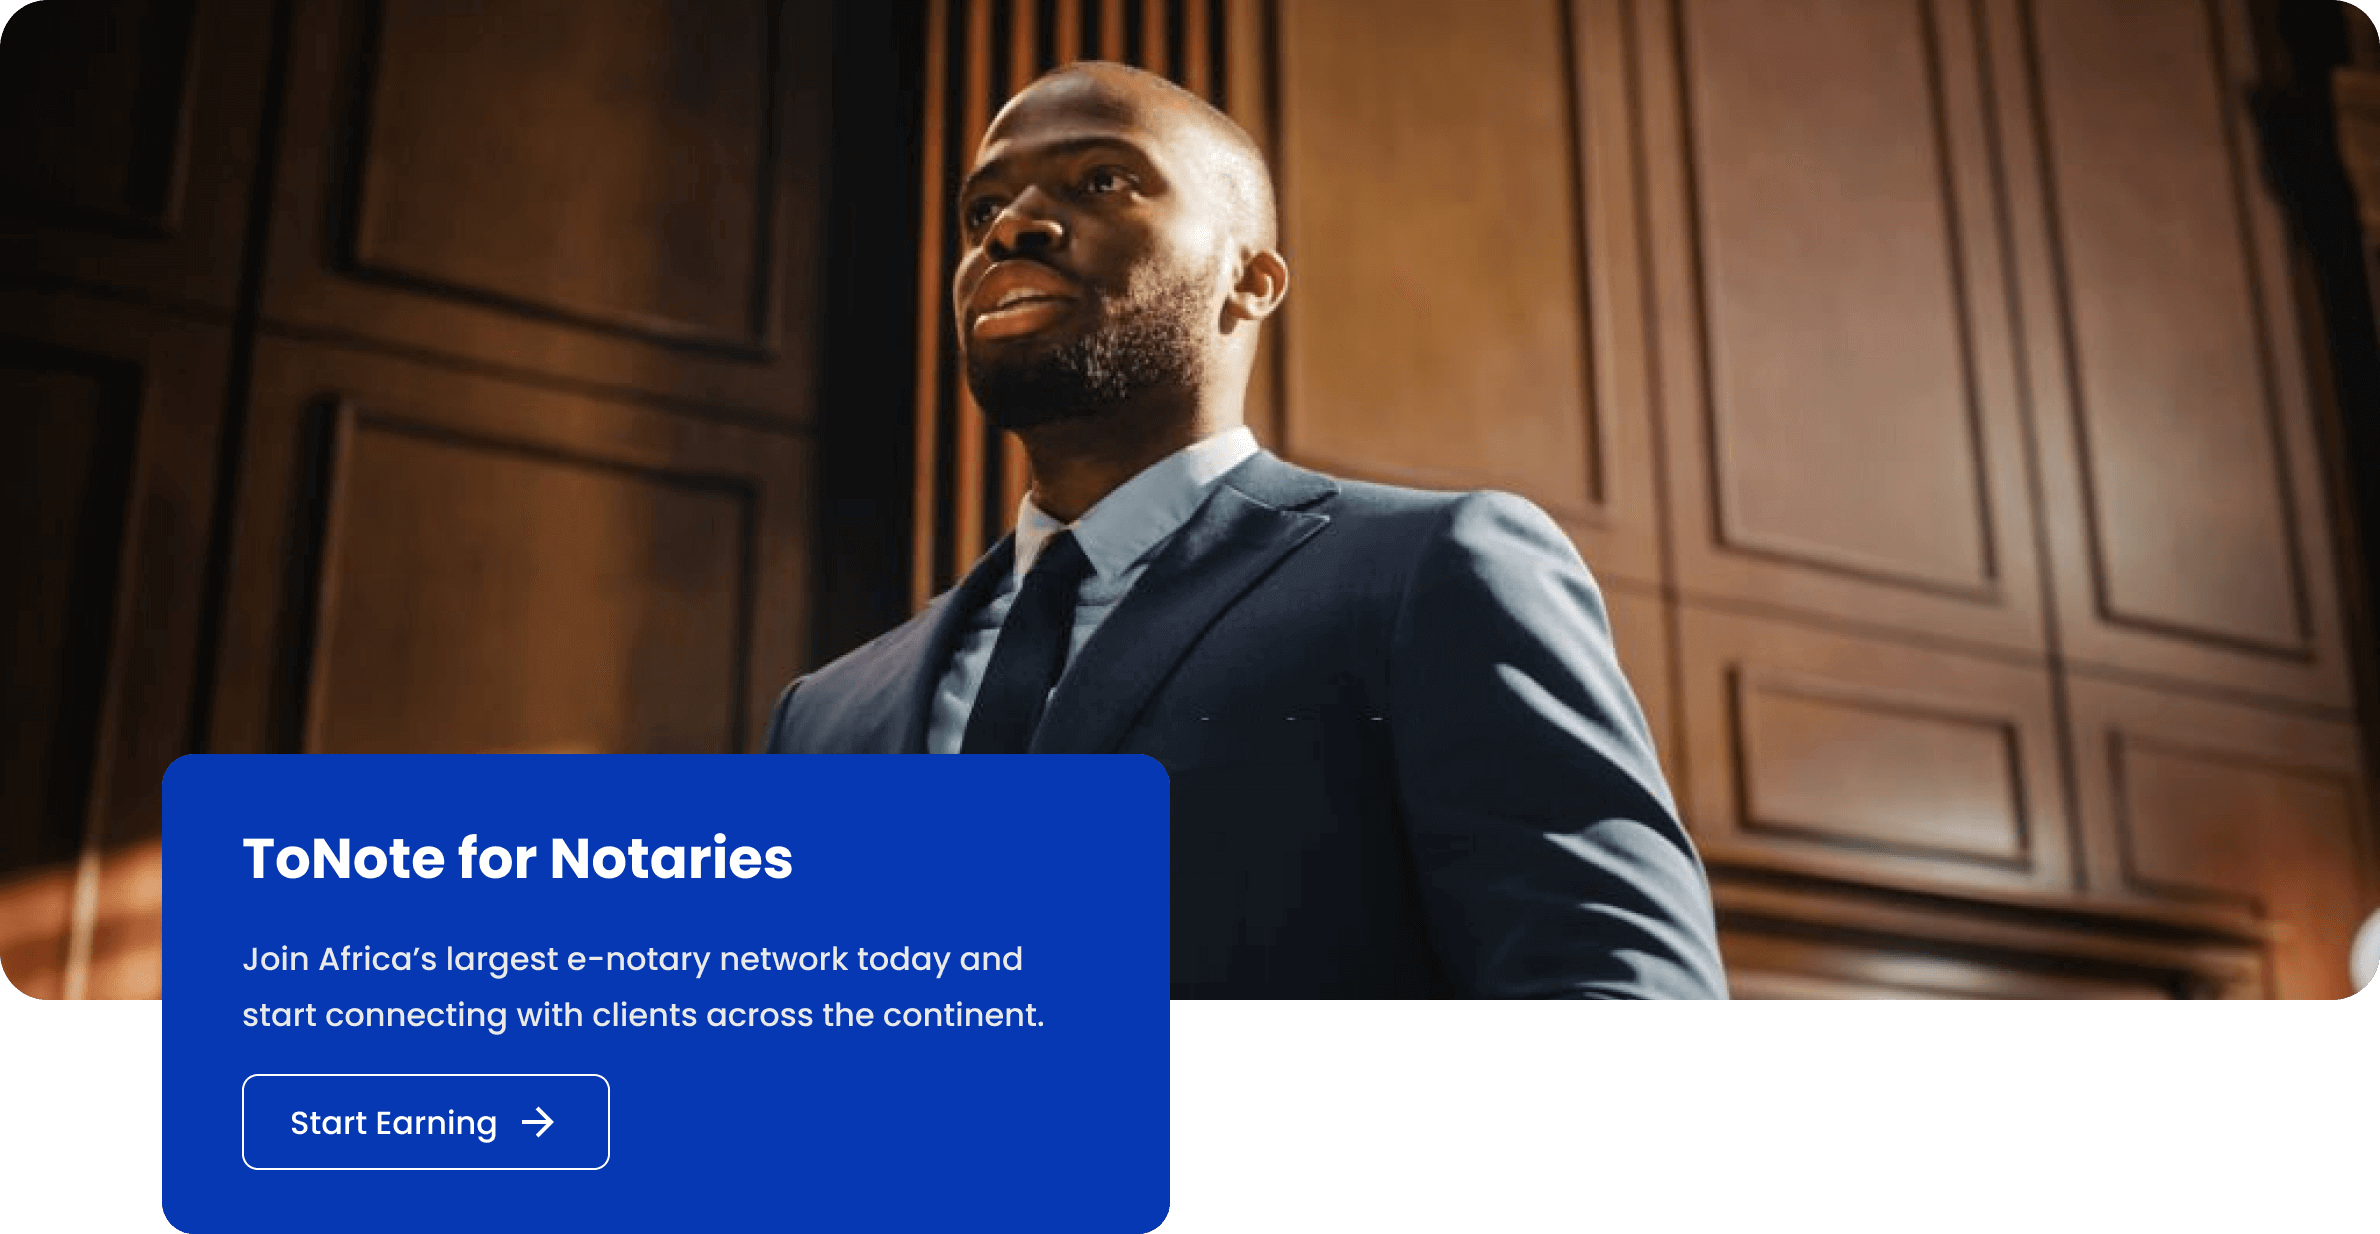 ToNote for Notaries
Join Africa’s largest e-notary network today and
start connecting with clients across the continent.
Start Earning